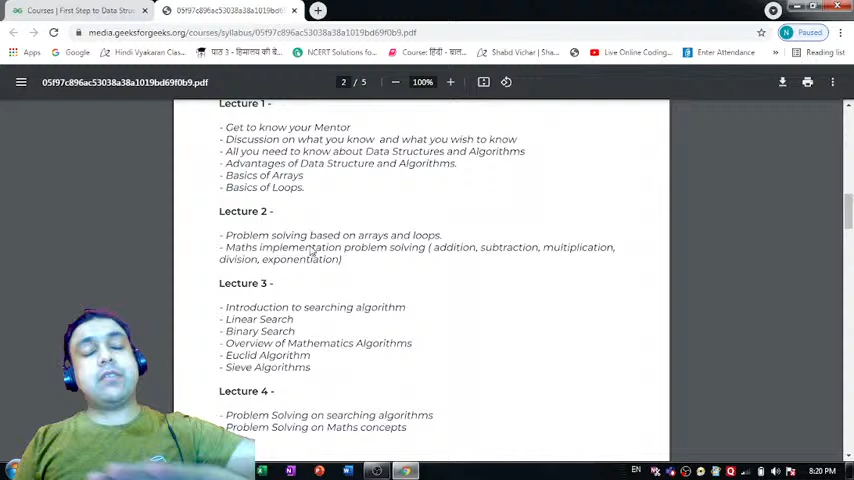 Courses | First Step to Data Struc
05f97c896ac53038a38a1019bd69f0
media.geeksforgeeks.org/courses/syllabus/05f97c896ac53038a38a1019bd69f0b9.pdf
Paused
Apps
Google
Hindi Vyakaran Clas...
पाठ 3 - हिमालय की बे...
NCERT Solutions fo...
Course: हिंदी - बाल...
Shabd Vichar(श...
Live Online Coding...
Enter Attendance
Reading list
05f97c896ac53038a38a1019bd69f0b9.pdf
2 / 5
100%
Lecture 1 -
- Get to know your Mentor
- Discussion on what you know and what you wish to know
- All you need to know about Data Structures and Algorithms
- Advantages of Data Structure and Algorithms.
- Basics of Arrays
- Basics of Loops.
Lecture 2 -
- Problem solving based on arrays and loops.
- Maths implementation problem solving ( addition, subtraction, multiplication,
division, exponentiation)
Lecture 3 -
- Introduction to searching algorithm
- Linear Search
- Binary Search
- Overview of Mathematics Algorithms
- Euclid Algorithm
- Sieve Algorithms
Lecture 4 -
- Problem Solving on searching algorithms
- Problem Solving on Maths concepts
EN
8:20 PM